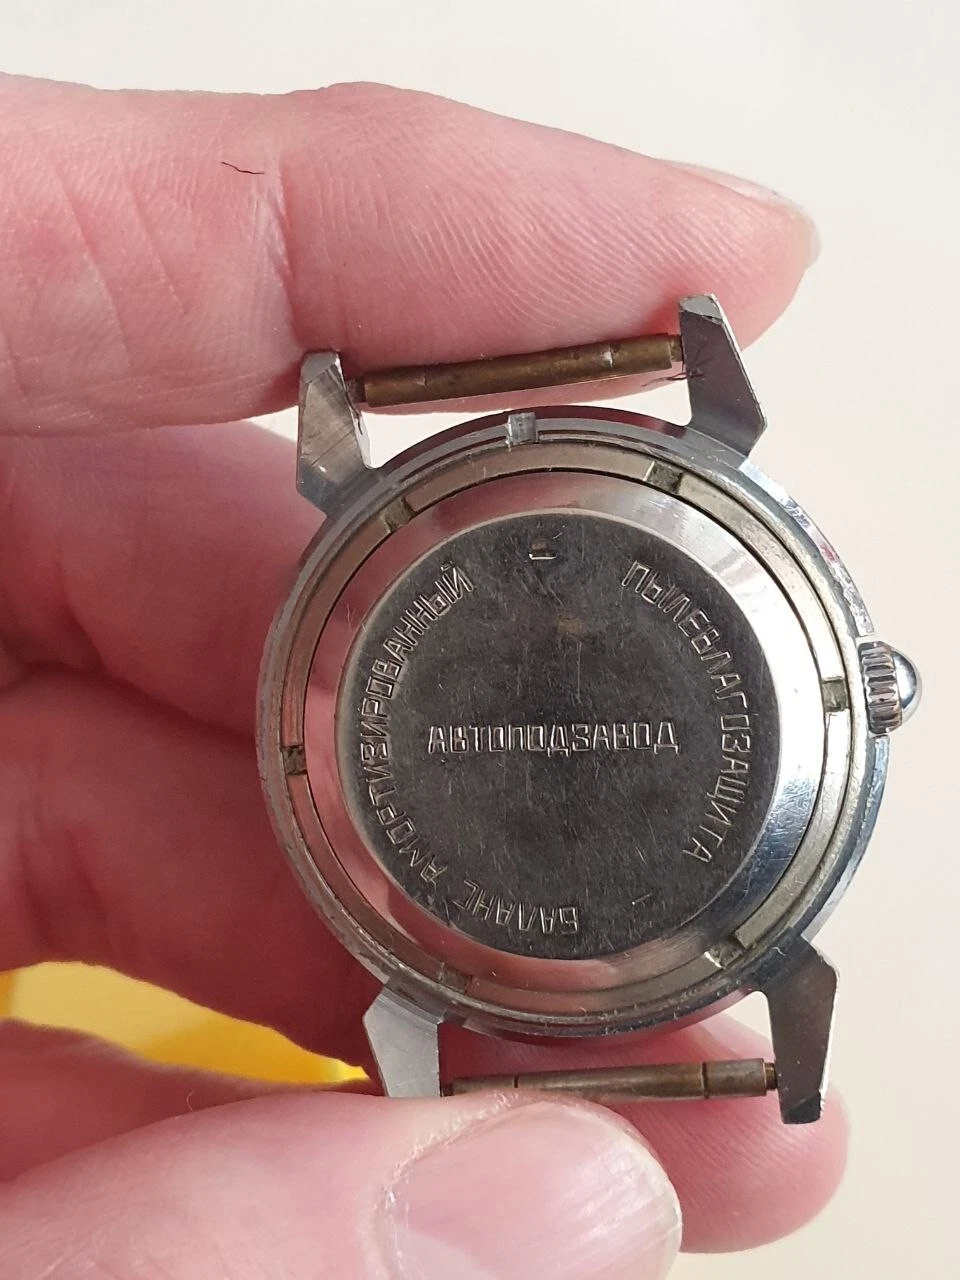 БАЛАНС АМОРТИЗИРОВАННЫЙ
ПЫЛЕВЛАГОЗАЩИТА
АВТОПОДЗАВОД